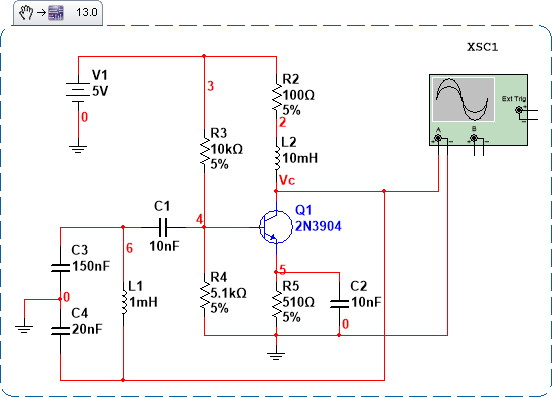 13.0
XSC1
V1
5V
0
3
R2
100Ω
5%
2
Ext Trig
+
A
B
+
+
R3
10kΩ
5%
L2
10mH
Vc
C1
10nF
4
Q1
2N3904
6
C3
150nF
0
C4
20nF
L1
1mH
R4
5.1kΩ
5%
5
R5
510Ω
5%
C2
10nF
0